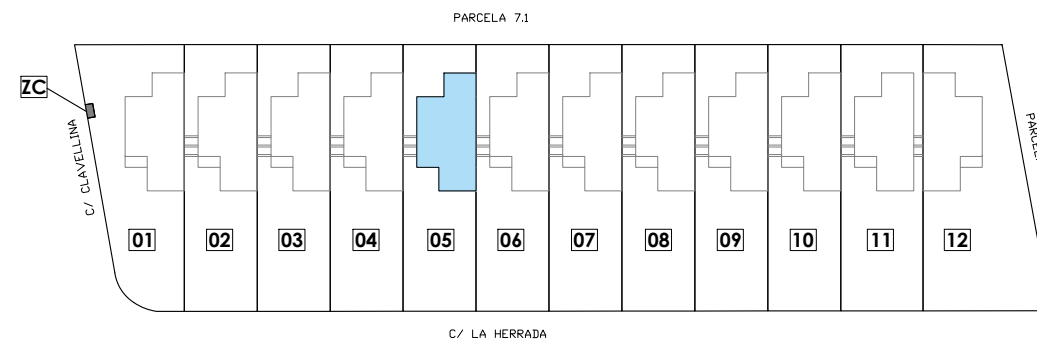 PARCELA 7.1
ZC
C/ CLAVELLINA
PARCELA
01 02 03 04 05 06 07 08 09 10 11 12
C/ LA HERRADA